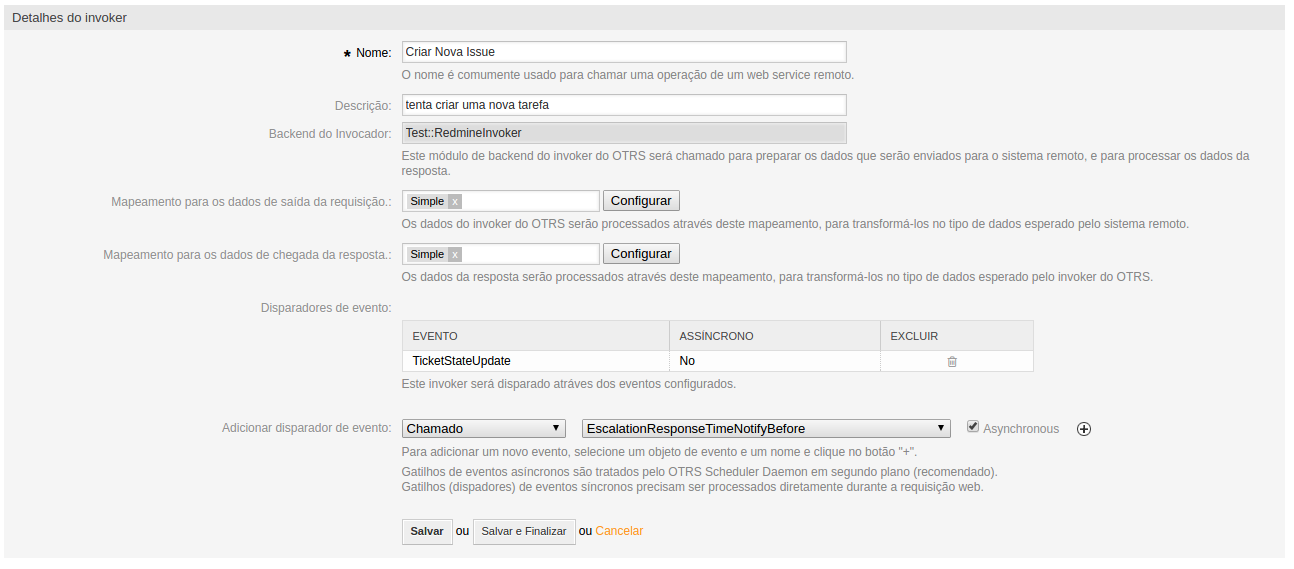 Detalhes do invoker
* Nome: Criar Nova Issue
O nome é comumente usado para chamar uma operação de um web service remoto.
Descrição: tenta criar uma nova tarefa
Backend do Invocador: Test::RedmineInvoker
Este módulo de backend do invoker do OTRS será chamado para preparar os dados que serão enviados para o sistema remoto, e para processar os dados da
resposta.
Mapeamento para os dados de saída da requisição.: Simple x Configurar
Os dados do invoker do OTRS serão processados através deste mapeamento, para transformá-los no tipo de dados esperado pelo sistema remoto.
Mapeamento para os dados de chegada da resposta.: Simple x Configurar
Os dados da resposta serão processados através deste mapeamento, para transformá-los no tipo de dados esperado pelo invoker do OTRS.
Disparadores de evento:
EVENTO ASSÍNCRONO EXCLUIR
TicketStateUpdate No
Este invoker será disparado atráves dos eventos configurados.
Adicionar disparador de evento: Chamado EscalationResponseTimeNotifyBefore Asynchronous
Para adicionar um novo evento, selecione um objeto de evento e um nome e clique no botão "+".
Gatilhos de eventos asíncronos são tratados pelo OTRS Scheduler Daemon em segundo plano (recomendado).
Gatilhos (dispadores) de eventos síncronos precisam ser processados diretamente durante a requisição web.
Salvar ou Salvar e Finalizar ou Cancelar